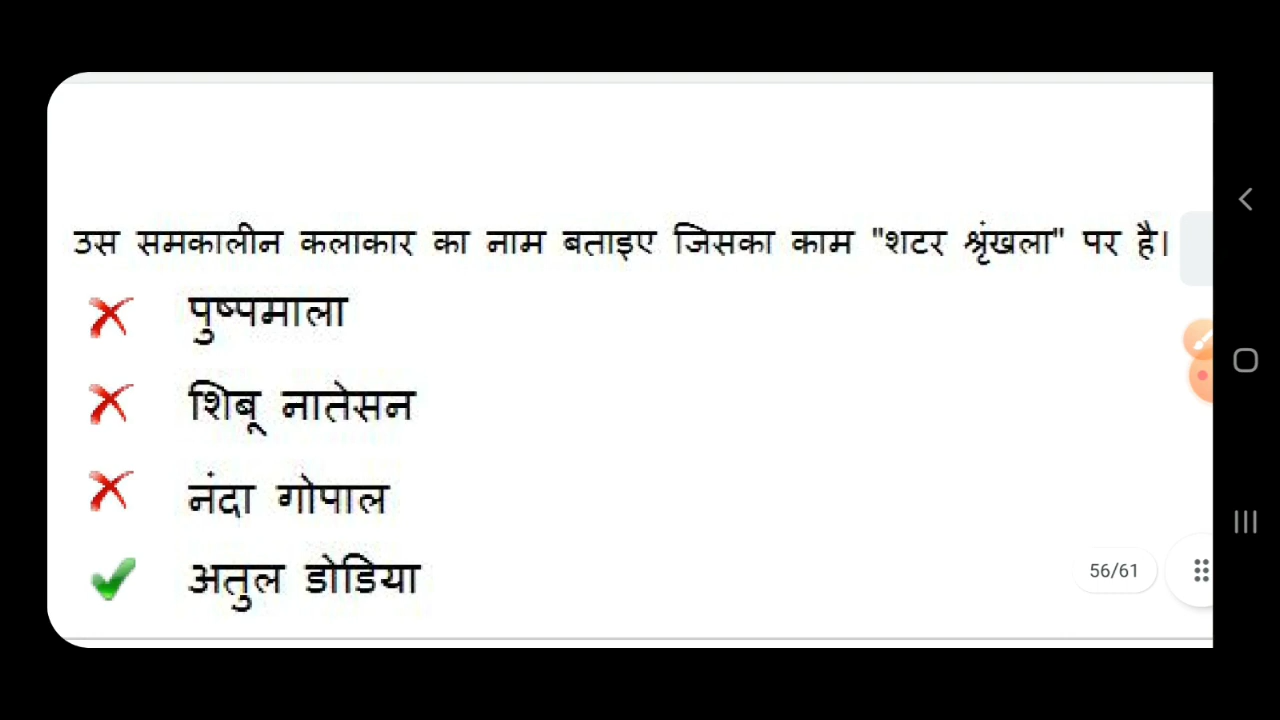 उस समकालीन कलाकार का नाम बताइए जिसका काम "शटर श्रृंखला" पर है।
पुष्पमाला
शिबू नातेसन
नंदा गोपाल
अतुल डोडिया
56/61